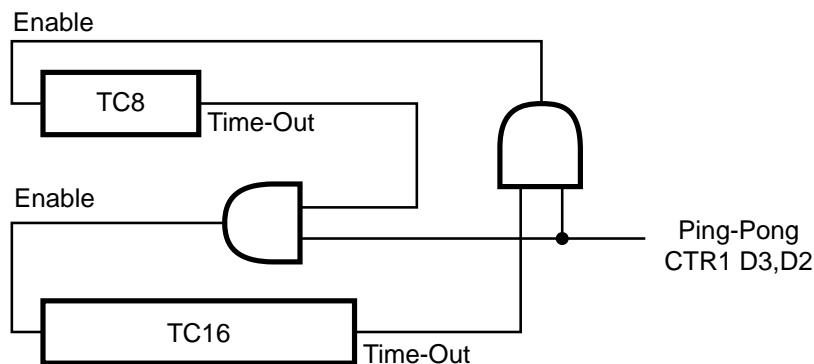 Enable
TC8
Time-Out
Enable
Ping-Pong
CTR1 D3,D2
TC16
Time-Out